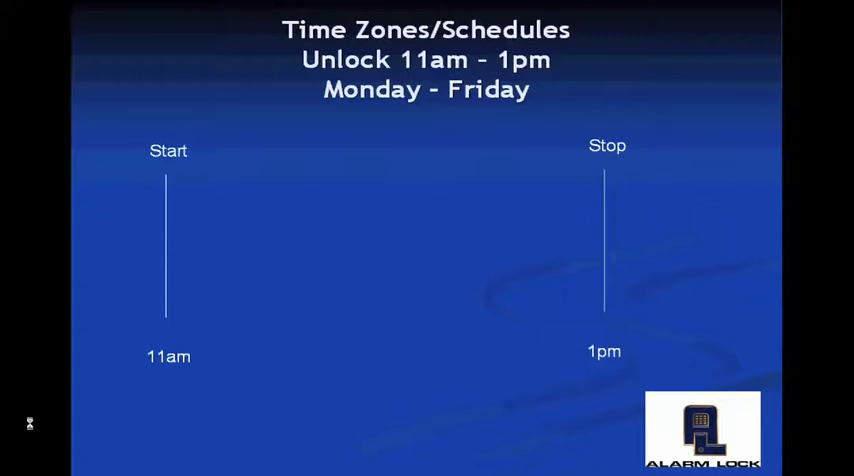 Time Zones/Schedules
Unlock 11am - 1pm
Monday - Friday
Start
Stop
11am
1pm
ALARM LOCK